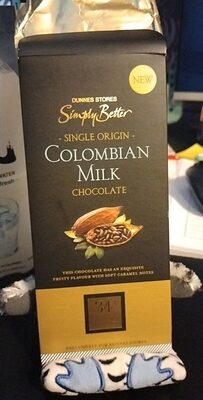 DUNNES STORES
Simply Better
NEW
- SINGLE ORIGIN -
COLOMBIAN
MILK
CHOCOLATE
THIS CHOCOLATE HAS AN EXQUISITE
FRUITY FLAVOUR WITH SOFT CARAMEL NOTES
34